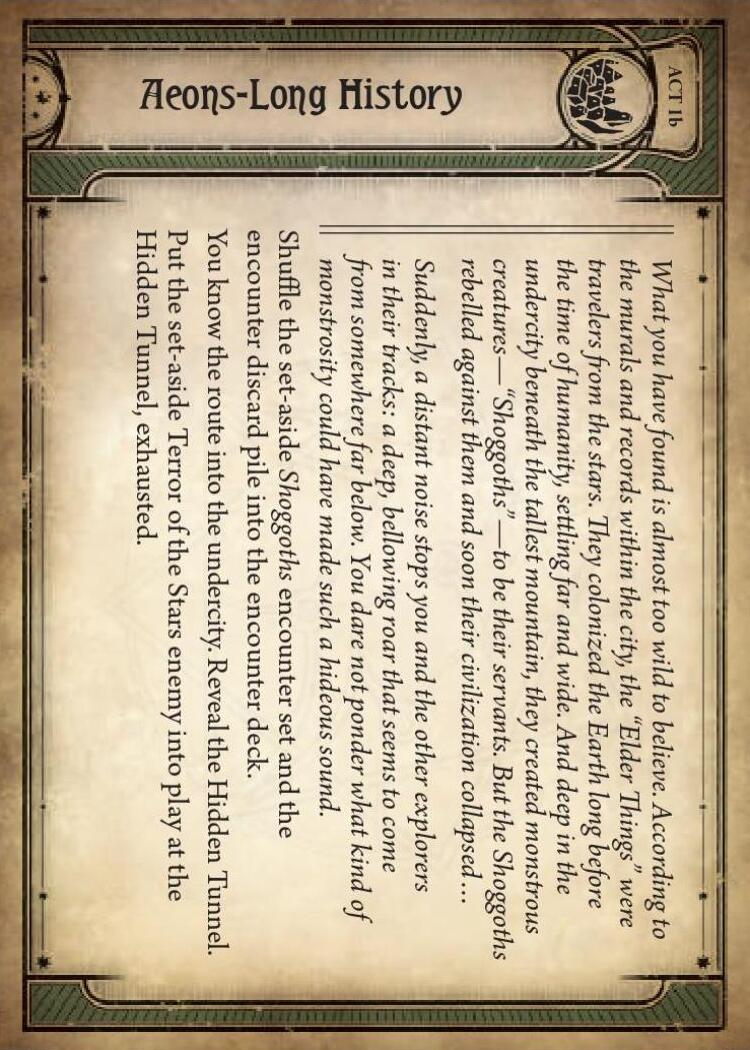 ACT 1b
Aeons-Long History
What you have found is almost too wild to believe. According to
the murals and records within the city, the “Elder Things” were
travelers from the stars. They colonized the Earth long before
the time of humanity, settling far and wide. And deep in the
undercity beneath the tallest mountain, they created monstrous
creatures—“Shoggoths”—to be their servants. But the Shoggoths
rebelled against them and soon their civilization collapsed…
Suddenly, a distant noise stops you and the other explorers
in their tracks: a deep, bellowing roar that seems to come
from somewhere far below. You dare not ponder what kind of
monstrosity could have made such a hideous sound.
Shuffle the set-aside Shoggoths encounter set and the
encounter discard pile into the encounter deck.
You know the route into the undercity. Reveal the Hidden Tunnel.
Put the set-aside Terror of the Stars enemy into play at the
Hidden Tunnel, exhausted.